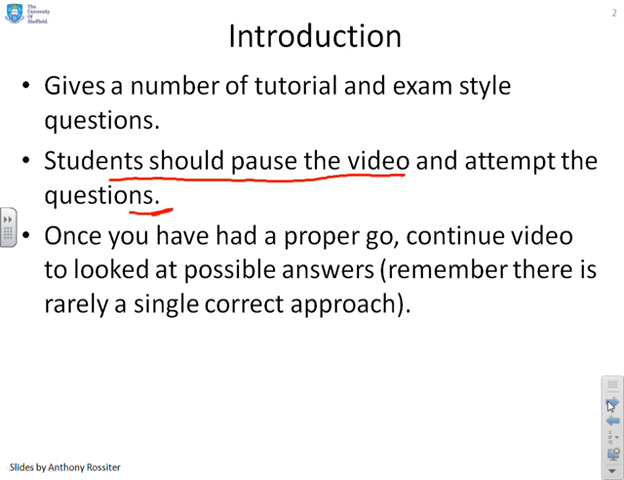 The
University
Of
Sheffield.
2
Introduction
• Gives a number of tutorial and exam style
questions.
• Students should pause the video and attempt the
questions.
• Once you have had a proper go, continue video
to looked at possible answers (remember there is
rarely a single correct approach).
Slides by Anthony Rossiter